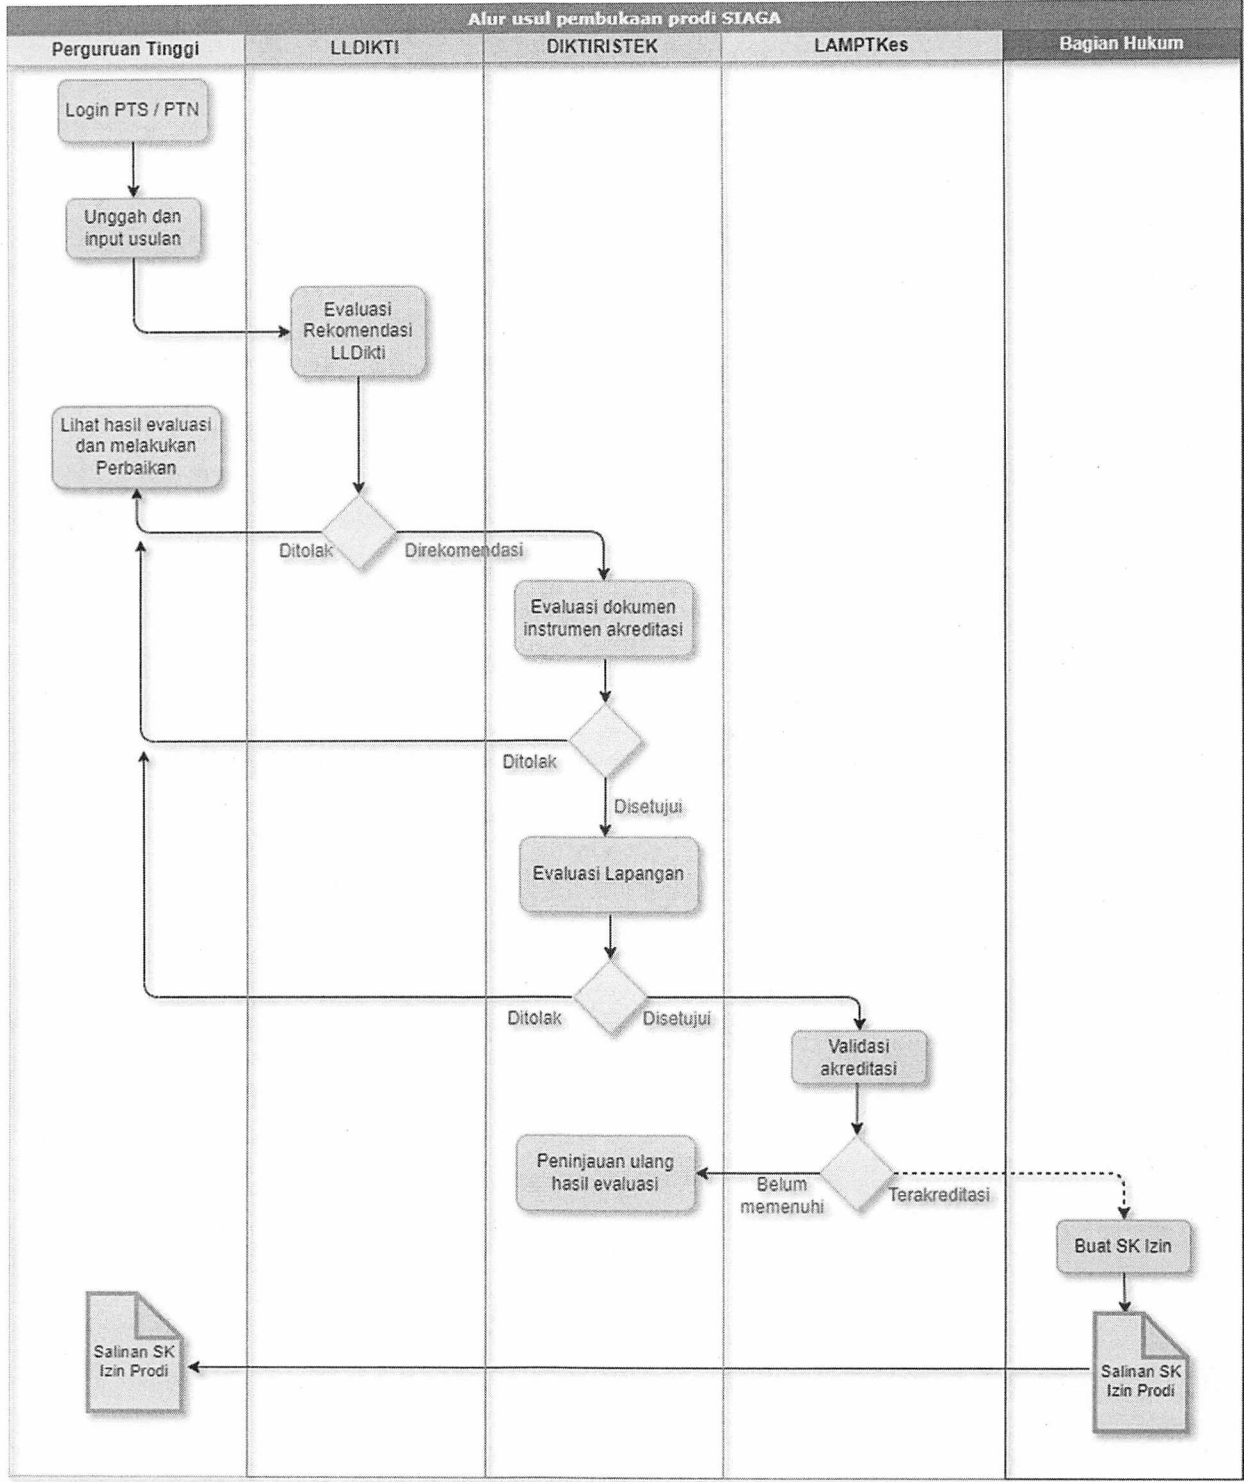 Alur usul pembukaan prodi SIAGA
Perguruan Tinggi
LLDIKTI
DIKTIRISTEK
LAMPTKes
Bagian Hukum
Login PTS / PTN
Unggah dan
input usulan
Evaluasi
Rekomendasi
LLDikti
Lihat hasil evaluasi
dan melakukan
Perbaikan
Ditolak
Direkomendasi
Evaluasi dokumen
instrumen akreditasi
Ditolak
Disetujui
Evaluasi Lapangan
Ditolak
Disetujui
Validasi
akreditasi
Peninjauan ulang
hasil evaluasi
Belum
memenuhi
Terakreditasi
Buat SK Izin
Salinan SK
Izin Prodi
Salinan SK
Izin Prodi